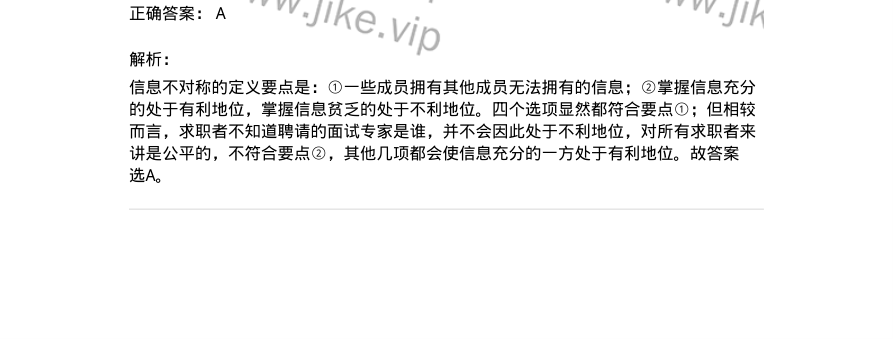 正确答案： A
www.jike.vip
解析：
信息不对称的定义要点是：①一些成员拥有其他成员无法拥有的信息；②掌握信息充分
的处于有利地位，掌握信息贫乏的处于不利地位。四个选项显然都符合要点①；但相较
而言，求职者不知道聘请的面试专家是谁，并不会因此处于不利地位，对所有求职者来
讲是公平的，不符合要点②，其他几项都会使信息充分的一方处于有利地位。故答案
选A。